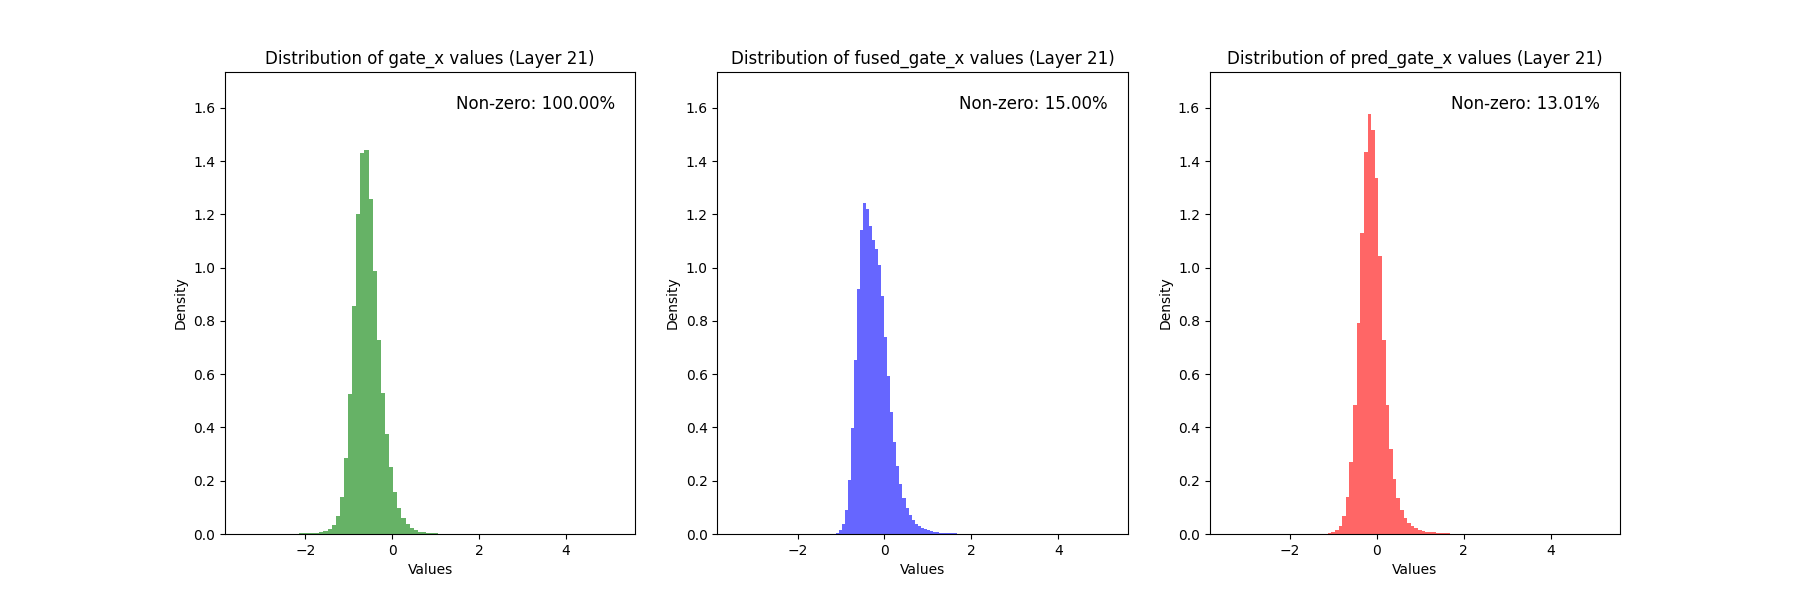 Distribution of gate_x values (Layer 21)
Non-zero: 100.00%
1.6
1.4
1.2
1.0
0.8
0.6
0.4
0.2
0.0
Density
−2 0 2 4
Values
Distribution of fused_gate_x values (Layer 21)
Non-zero: 15.00%
1.6
1.4
1.2
1.0
0.8
0.6
0.4
0.2
0.0
Density
−2 0 2 4
Values
Distribution of pred_gate_x values (Layer 21)
Non-zero: 13.01%
1.6
1.4
1.2
1.0
0.8
0.6
0.4
0.2
0.0
Density
−2 0 2 4
Values